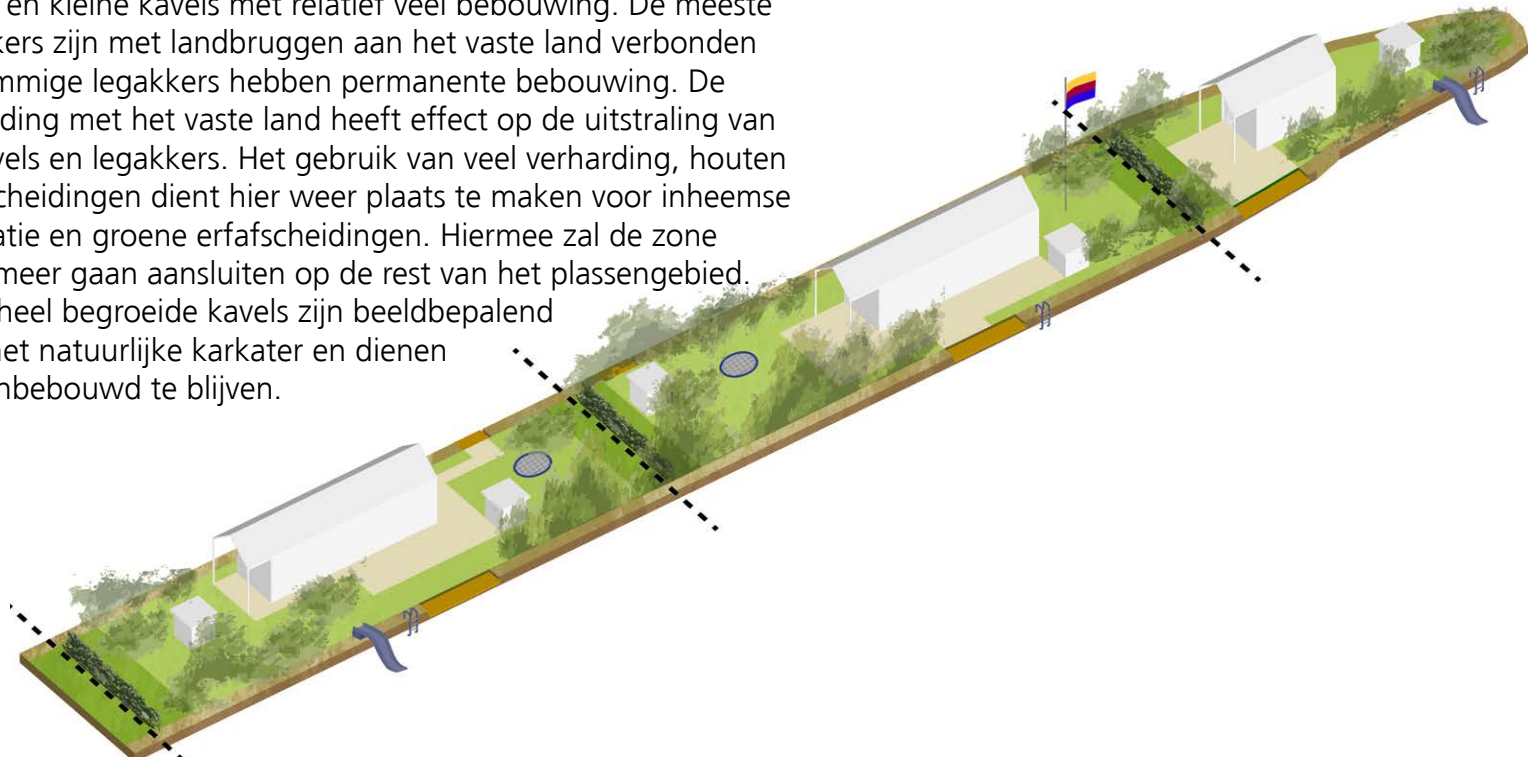 en kleine kavels met relatief veel bebouwing. De meeste
kers zijn met landbruggen aan het vaste land verbonden
mmige legakkers hebben permanente bebouwing. De
ding met het vaste land heeft effect op de uitstraling van
vels en legakkers. Het gebruik van veel verharding, houten
cheidingen dient hier weer plaats te maken voor inheemse
atie en groene erfafscheidingen. Hiermee zal de zone
meer gaan aansluiten op de rest van het plassengebied.
heel begroeide kavels zijn beeldbepalend
net natuurlijke karkater en dienen
nbebouwd te blijven.